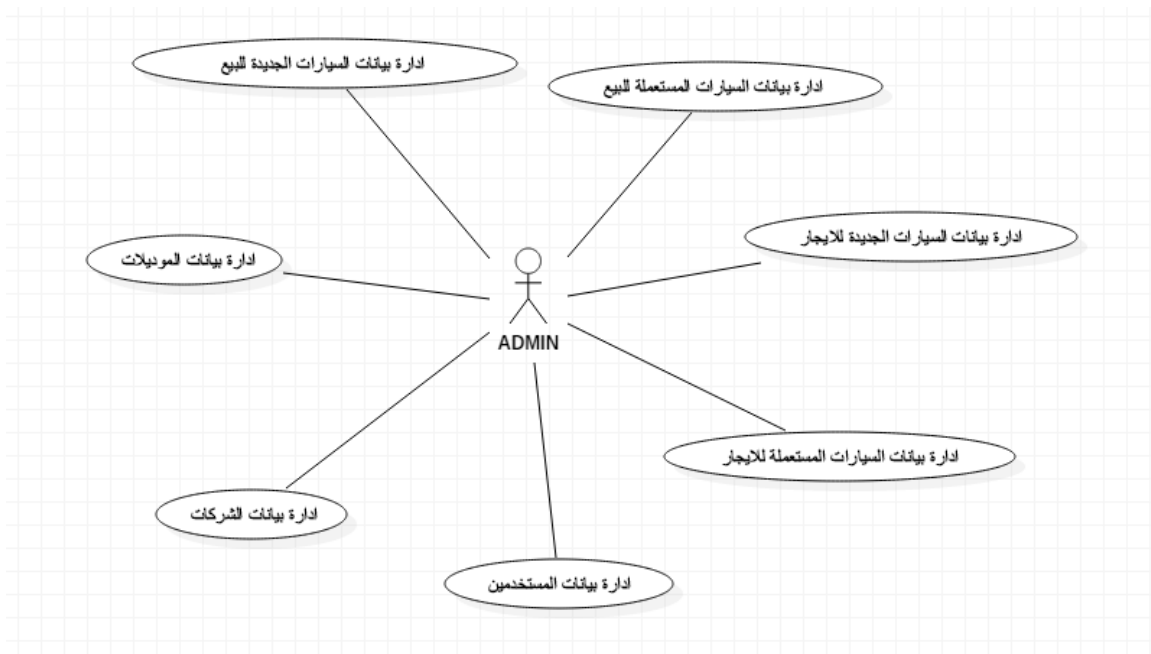 ادارة بيانات السيارات الجديدة للبيع
ادارة بيانات السيارات المستعملة للبيع
ادارة بيانات السيارات الجديدة للايجار
ادارة بيانات الموديلات
ADMIN
ادارة بيانات السيارات المستعملة للايجار
ادارة بيانات الشركات
ادارة بيانات المستخدمين